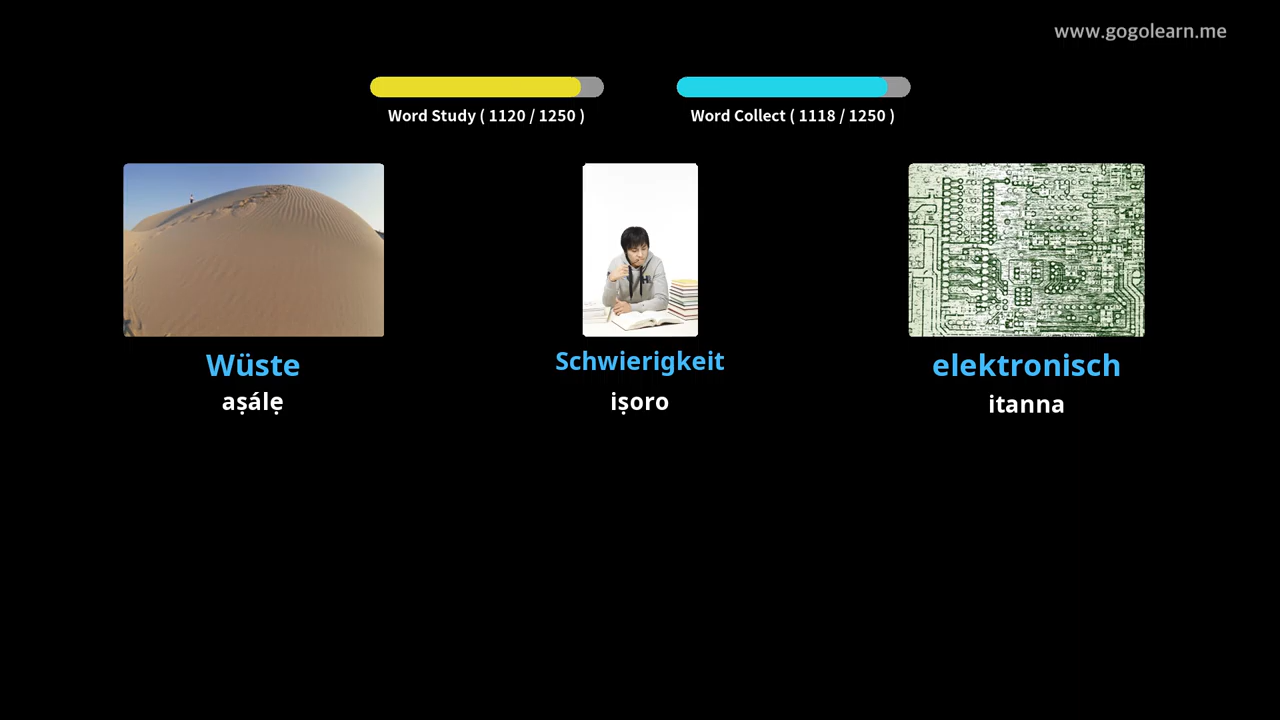 www.gogolearn.me
Word Study ( 1120 / 1250 )
Word Collect ( 1118 / 1250 )
Wüste
aṣálẹ
Schwierigkeit
iṣoro
elektronisch
itanna